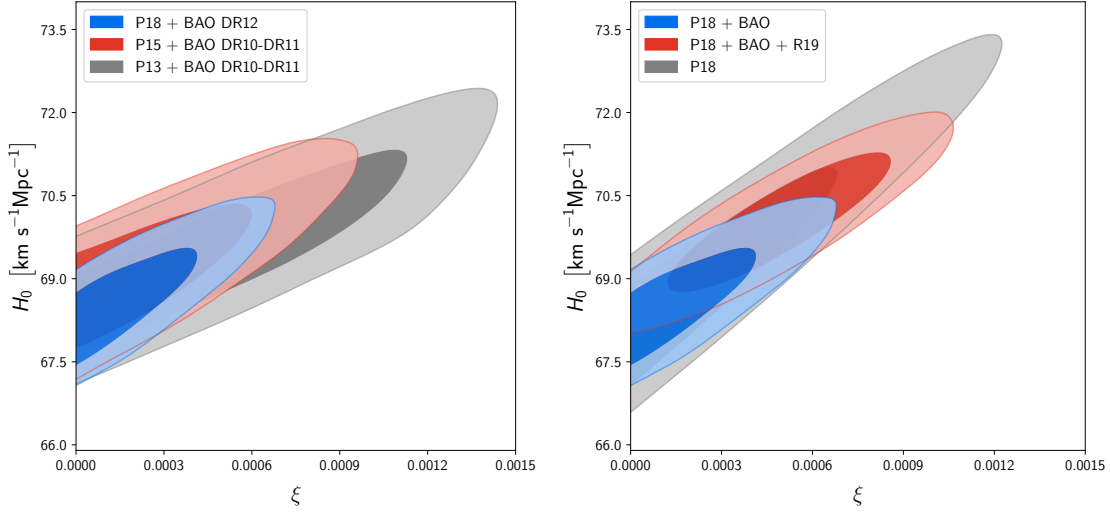 P18 + BAO DR12
P15 + BAO DR10-DR11
P13 + BAO DR10-DR11
73.5
72.0
70.5
69.0
67.5
66.0
H₀ [km s⁻¹Mpc⁻¹]
0.0000
0.0003
0.0006
0.0009
0.0012
0.0015
ξ
P18 + BAO
P18 + BAO + R19
P18
73.5
72.0
70.5
69.0
67.5
66.0
H₀ [km s⁻¹Mpc⁻¹]
0.0000
0.0003
0.0006
0.0009
0.0012
0.0015
ξ